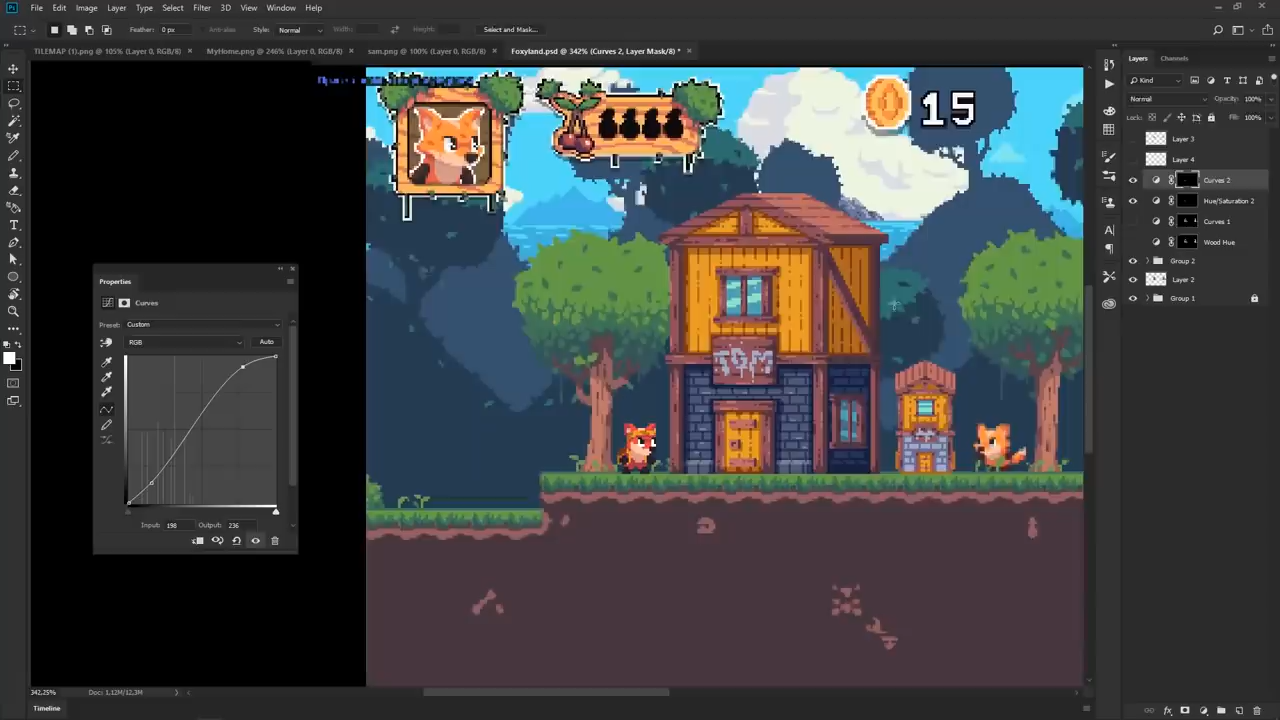 Ps File Edit Image Layer Type Select Filter 3D View Window Help
Feather: 0 px Antialias Style: Normal Width: Height: Select and Mask...
TILEMAP (1).png @ 105% (Layer 0, RGB/8) × MyHome.png @ 246% (Layer 0, RGB/8) × sam.png @ 100% (Layer 0, RGB/8) × Foxyland.psd @ 342% (Curves 2, Layer Mask/8) * ×
Layers Channels
Kind
Normal Opacity: 100%
Lock: Fill: 100%
Layer 3
Layer 4
Curves 2
Hue/Saturation 2
Curves 1
Wood Hue
Group 2
Layer 2
Group 1
15
TGM
Properties
Curves
Preset: Custom
RGB Auto
Input: 198 Output: 236
342,25% Doc: 1,12M/12,3M
Timeline